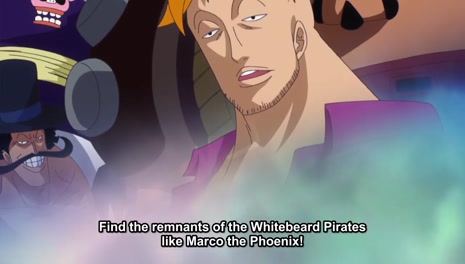 Find the remnants of the Whitebeard Pirates
like Marco the Phoenix!